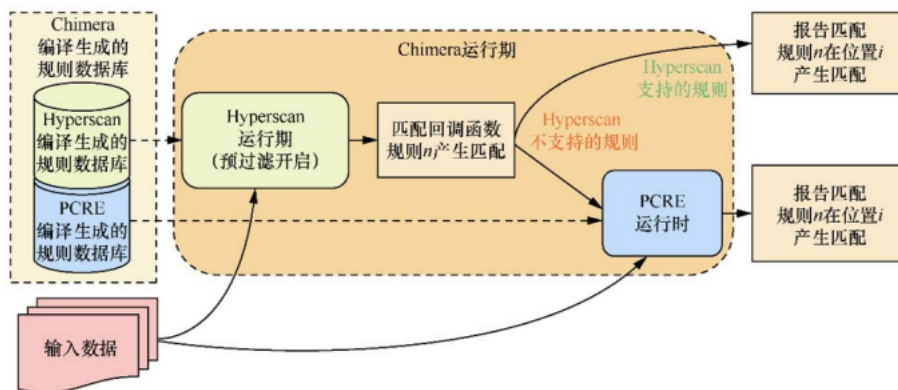 Chimera
编译生成的
规则数据库
Hyperscan
编译生成的
规则数据库
PCRE
编译生成的
规则数据库
输入数据
Chimera运行期
Hyperscan
运行期
(预过滤开启)
匹配回调函数
规则nj产生匹配
Hyperscan
支持的规则
Hyperscan
不支持的规则
PCRE
运行时
报告匹配
规则n在位置i
产生匹配
报告匹配
规则n在位置i
产生匹配